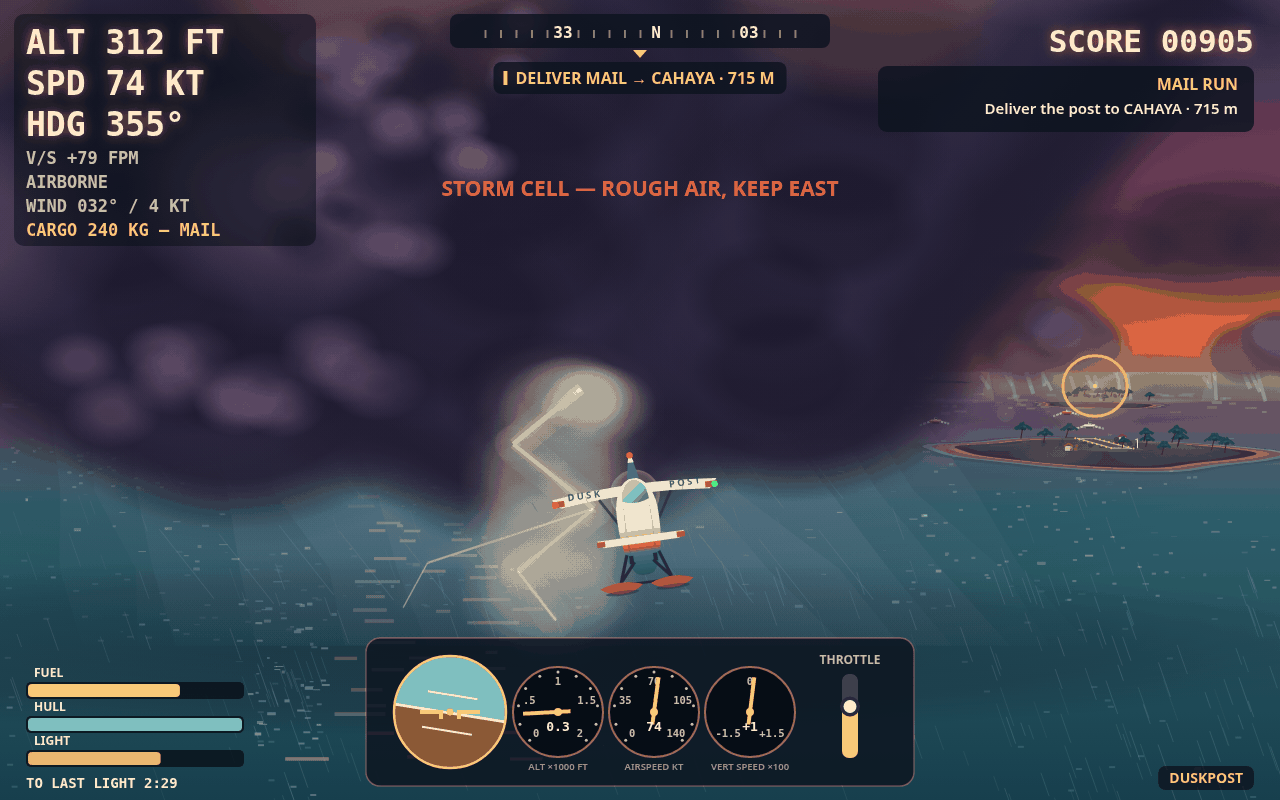 ALT 312 FT
SPD 74 KT
HDG 355°
V/S +79 FPM
AIRBORNE
WIND 032° / 4 KT
CARGO 240 KG — MAIL
33 N 03
DELIVER MAIL → CAHAYA · 715 M
SCORE 00905
MAIL RUN
Deliver the post to CAHAYA · 715 m
STORM CELL — ROUGH AIR, KEEP EAST
DUSK POST
1
FUEL
HULL
LIGHT
TO LAST LIGHT 2:29
0 .5 1 1.5 2
0.3
ALT ×1000 FT
0 35 70 105 140
74
AIRSPEED KT
-1.5 0 +1.5
+1
VERT SPEED ×100
THROTTLE
DUSKPOST